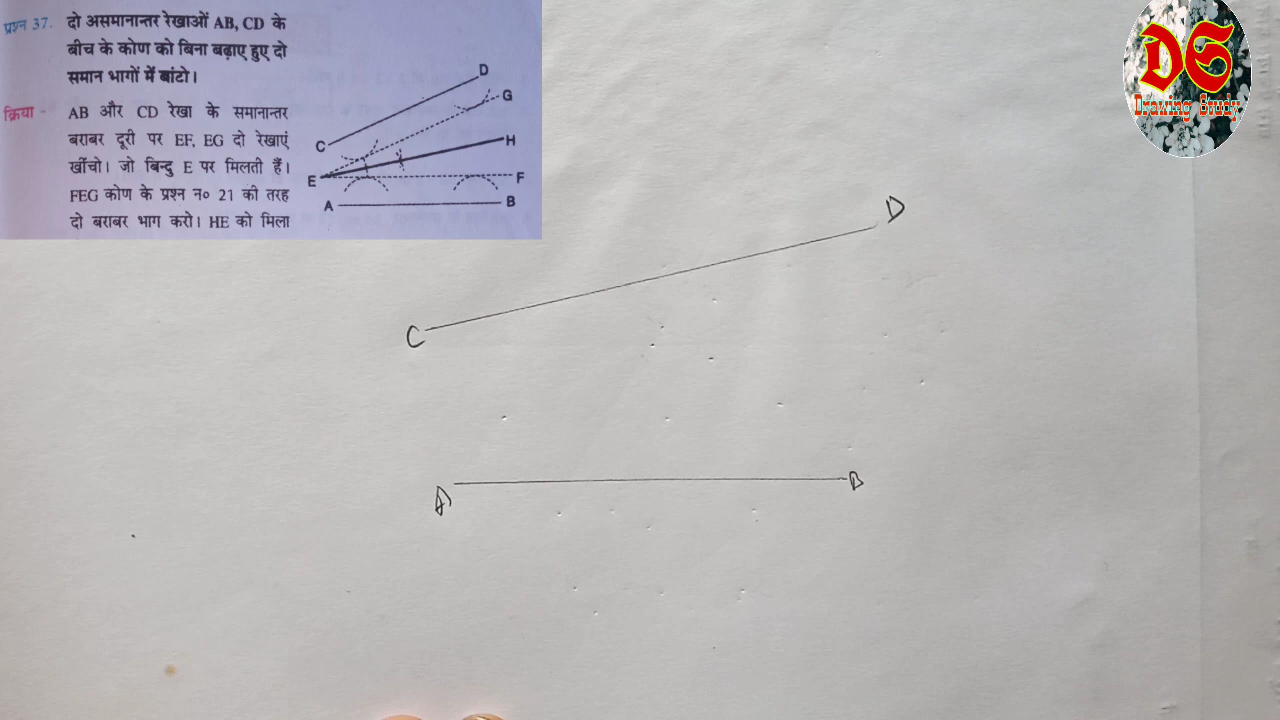 प्रश्न 37. दो असमानान्तर रेखाओं AB, CD के
बीच के कोण को बिना बढ़ाए हुए दो
समान भागों में बांटो।
क्रिया - AB और CD रेखा के समानान्तर
बराबर दूरी पर EF, EG दो रेखाएं
खींचो। जो बिन्दु E पर मिलती हैं।
FEG कोण के प्रश्न न० 21 की तरह
दो बराबर भाग करो। HE को मिला
D
G
C
H
E
F
A
B
DS
Drawing Study
D
C
A
B